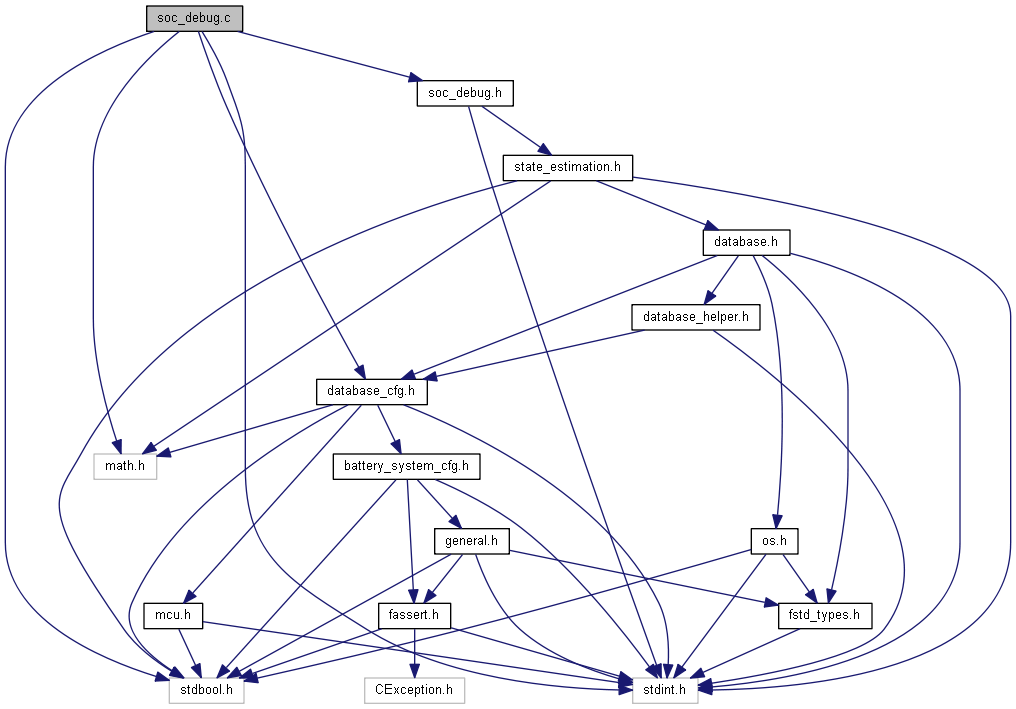 soc_debug.c
soc_debug.h
state_estimation.h
database.h
database_helper.h
database_cfg.h
math.h
battery_system_cfg.h
general.h
os.h
mcu.h
fassert.h
fstd_types.h
stdbool.h
CException.h
stdint.h